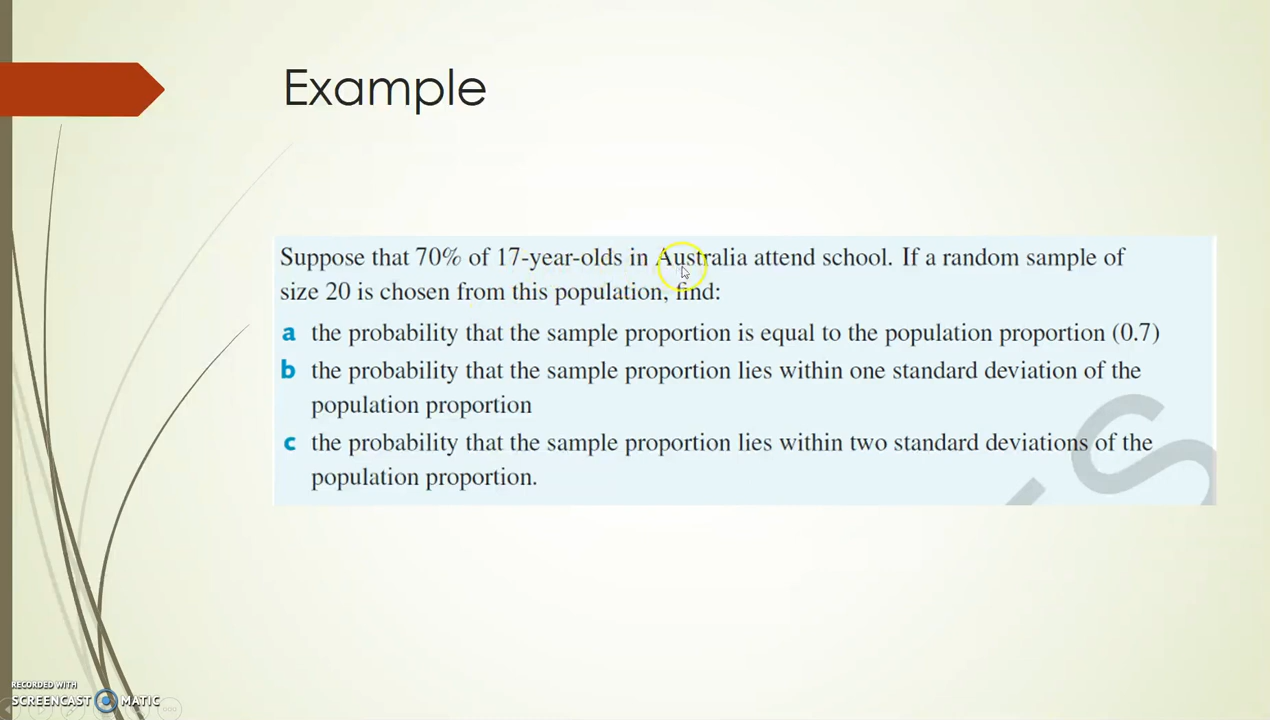 Example
Suppose that 70% of 17-year-olds in Australia attend school. If a random sample of
size 20 is chosen from this population, find:
a the probability that the sample proportion is equal to the population proportion (0.7)
b the probability that the sample proportion lies within one standard deviation of the
population proportion
c the probability that the sample proportion lies within two standard deviations of the
population proportion.
RECORDED WITH
SCREENCAST MATIC